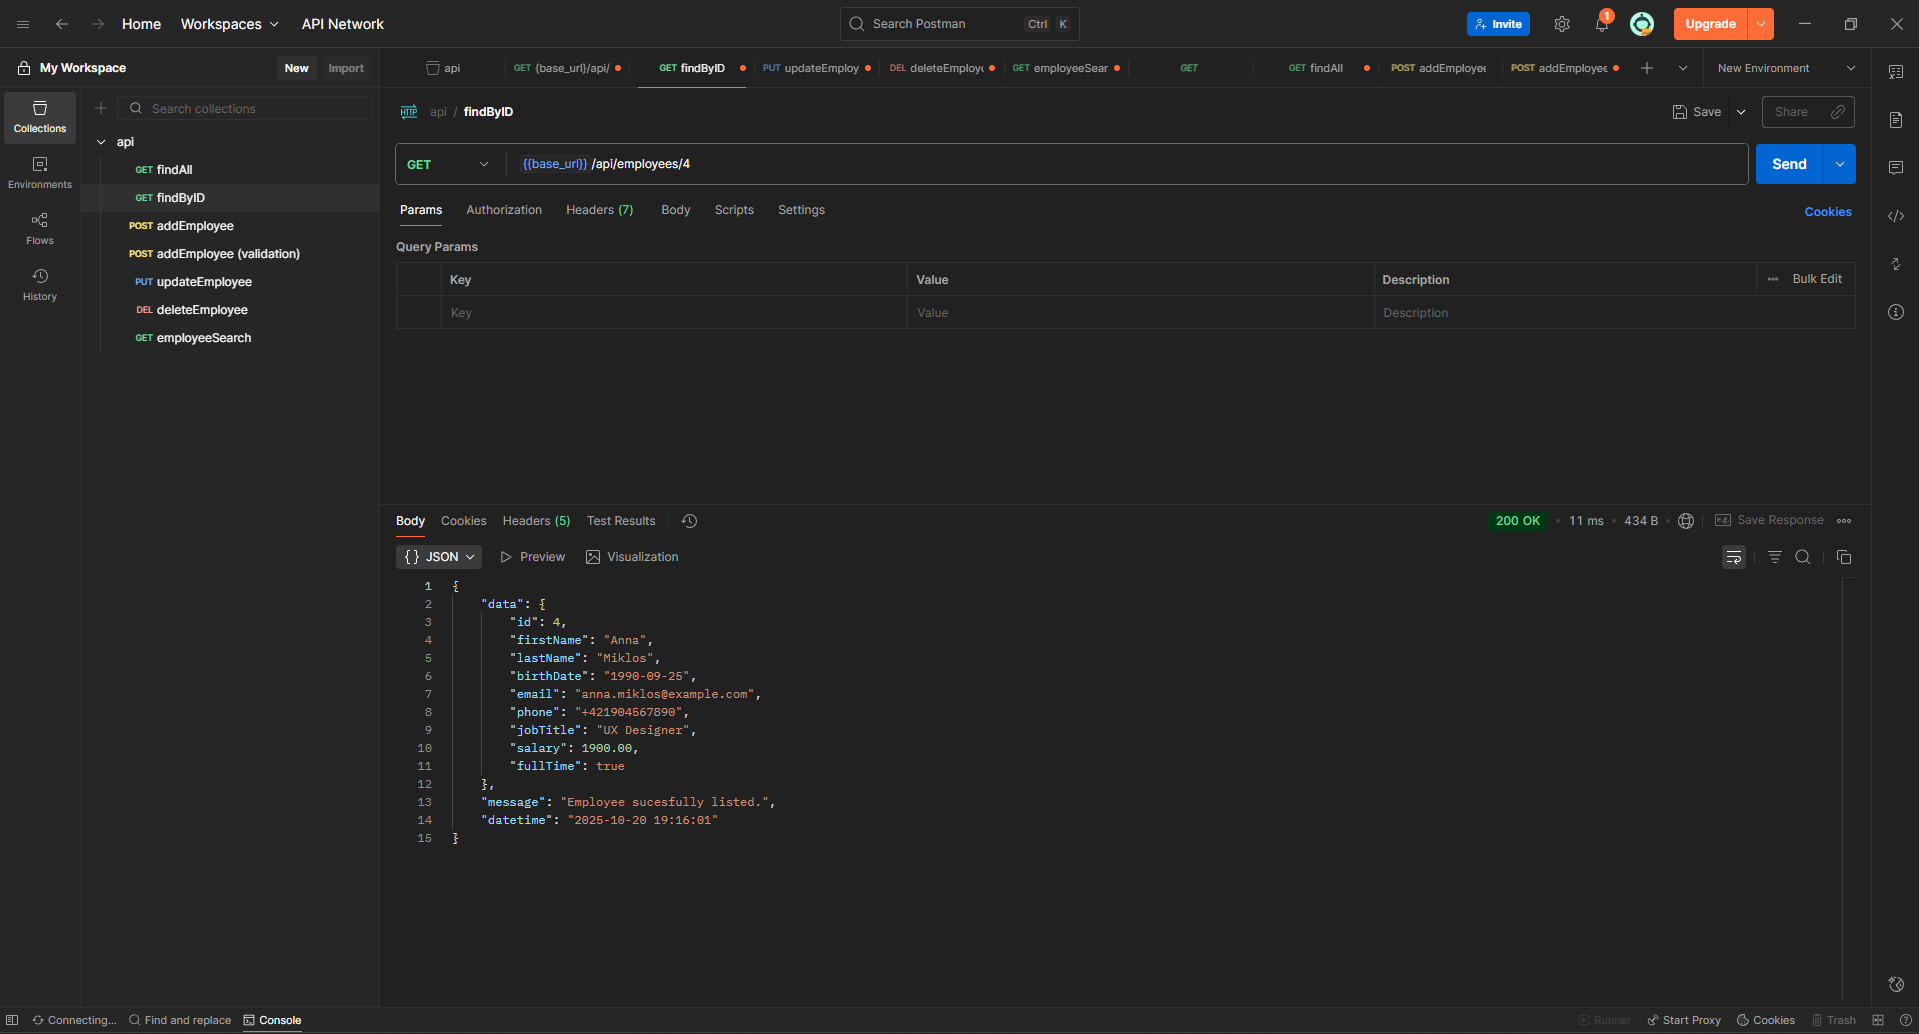 Home Workspaces API Network Search Postman Ctrl K Invite 1 Upgrade
My Workspace New Import
api GET {base_url}/api/ GET findByID PUT updateEmploy DEL deleteEmploy GET employeeSear GET GET findAll POST addEmployee POST addEmployee New Environment
Collections
Environments
Flows
History
Search collections
api
GET findAll
GET findByID
POST addEmployee
POST addEmployee (validation)
PUT updateEmployee
DEL deleteEmployee
GET employeeSearch
HTTP api / findByID Save Share
GET {{base_url}} /api/employees/4 Send
Params Authorization Headers (7) Body Scripts Settings Cookies
Query Params
Key Value Description Bulk Edit
Key Value Description
Body Cookies Headers (5) Test Results 200 OK 11 ms 434 B e.g. Save Response
{} JSON Preview Visualization
1 {
2 "data": {
3 "id": 4,
4 "firstName": "Anna",
5 "lastName": "Miklos",
6 "birthDate": "1990-09-25",
7 "email": "anna.miklos@example.com",
8 "phone": "+421904567890",
9 "jobTitle": "UX Designer",
10 "salary": 1900.00,
11 "fullTime": true
12 },
13 "message": "Employee sucesfully listed.",
14 "datetime": "2025-10-20 19:16:01"
15 }
Connecting... Find and replace Console Runner Start Proxy Cookies Trash